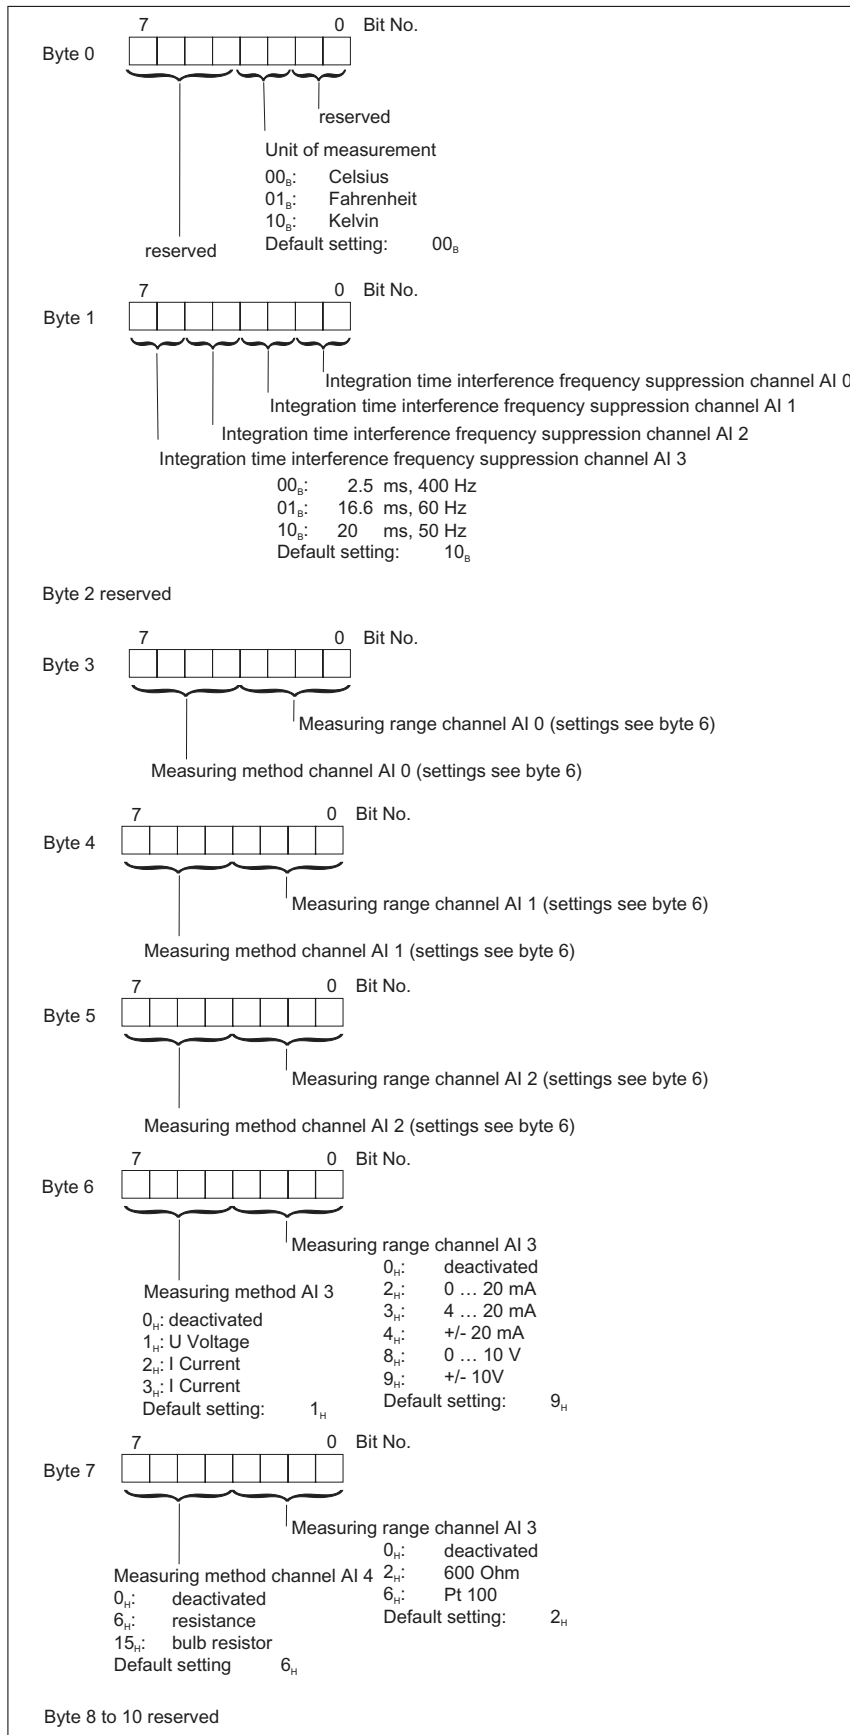 7 0 Bit No.
Byte 0
reserved
Unit of measurement
00B: Celsius
01B: Fahrenheit
10B: Kelvin
Default setting: 00B
reserved
7 0 Bit No.
Byte 1
Integration time interference frequency suppression channel AI 0
Integration time interference frequency suppression channel AI 1
Integration time interference frequency suppression channel AI 2
Integration time interference frequency suppression channel AI 3
00B: 2.5 ms, 400 Hz
01B: 16.6 ms, 60 Hz
10B: 20 ms, 50 Hz
Default setting: 10B
Byte 2 reserved
7 0 Bit No.
Byte 3
Measuring range channel AI 0 (settings see byte 6)
Measuring method channel AI 0 (settings see byte 6)
7 0 Bit No.
Byte 4
Measuring range channel AI 1 (settings see byte 6)
Measuring method channel AI 1 (settings see byte 6)
7 0 Bit No.
Byte 5
Measuring range channel AI 2 (settings see byte 6)
Measuring method channel AI 2 (settings see byte 6)
7 0 Bit No.
Byte 6
Measuring range channel AI 3
0H: deactivated
2H: 0 … 20 mA
3H: 4 … 20 mA
4H: +/- 20 mA
8H: 0 … 10 V
9H: +/- 10V
Default setting: 9H
Measuring method AI 3
0H: deactivated
1H: U Voltage
2H: I Current
3H: I Current
Default setting: 1H
7 0 Bit No.
Byte 7
Measuring range channel AI 3
0H: deactivated
2H: 600 Ohm
6H: Pt 100
Default setting: 2H
Measuring method channel AI 4
0H: deactivated
6H: resistance
15H: bulb resistor
Default setting 6H
Byte 8 to 10 reserved